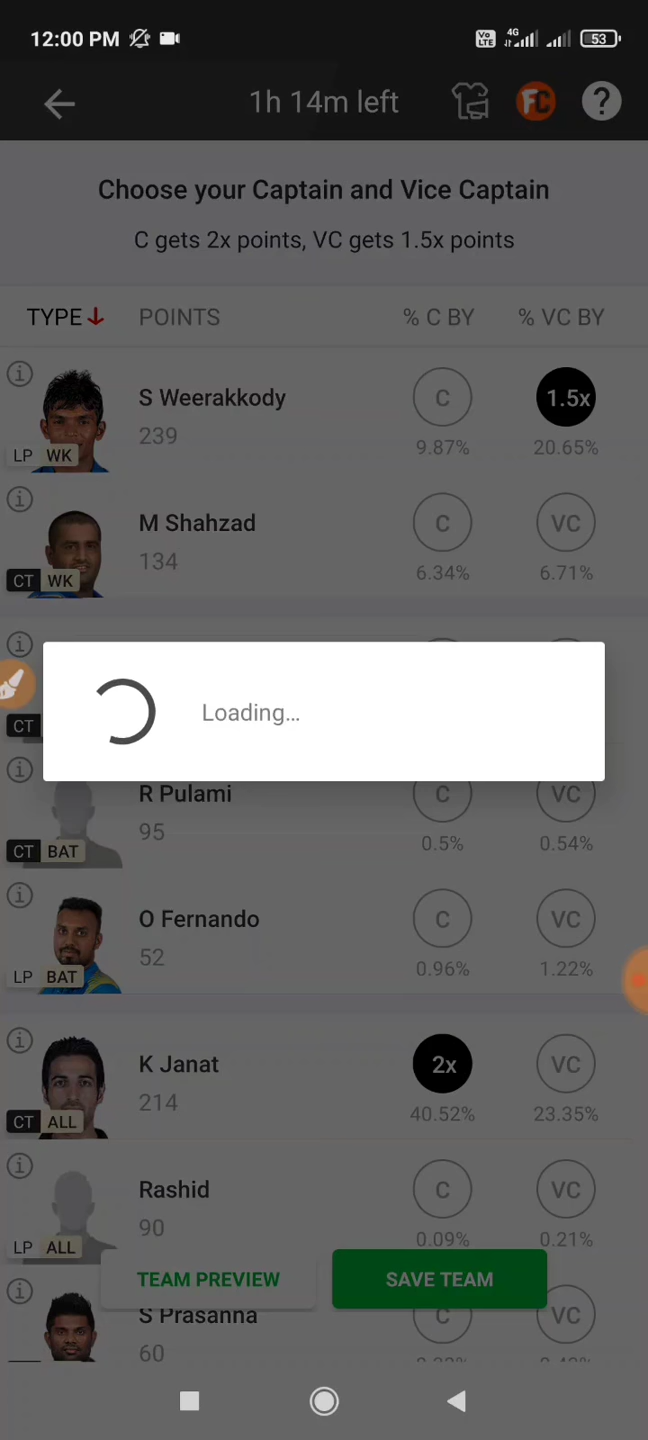 12:00 PM Vo LTE 4G 53
1h 14m left FC ?
Choose your Captain and Vice Captain
C gets 2x points, VC gets 1.5x points
TYPE POINTS % C BY % VC BY
S Weerakkody C 1.5x
239 9.87% 20.65%
LP WK
M Shahzad C VC
134 6.34% 6.71%
CT WK
Loading...
CT
R Pulami C VC
95 0.5% 0.54%
CT BAT
O Fernando C VC
52 0.96% 1.22%
LP BAT
K Janat 2x VC
214 40.52% 23.35%
CT ALL
Rashid C VC
90 0.09% 0.21%
LP ALL
TEAM PREVIEW SAVE TEAM
S Prasanna C VC
60